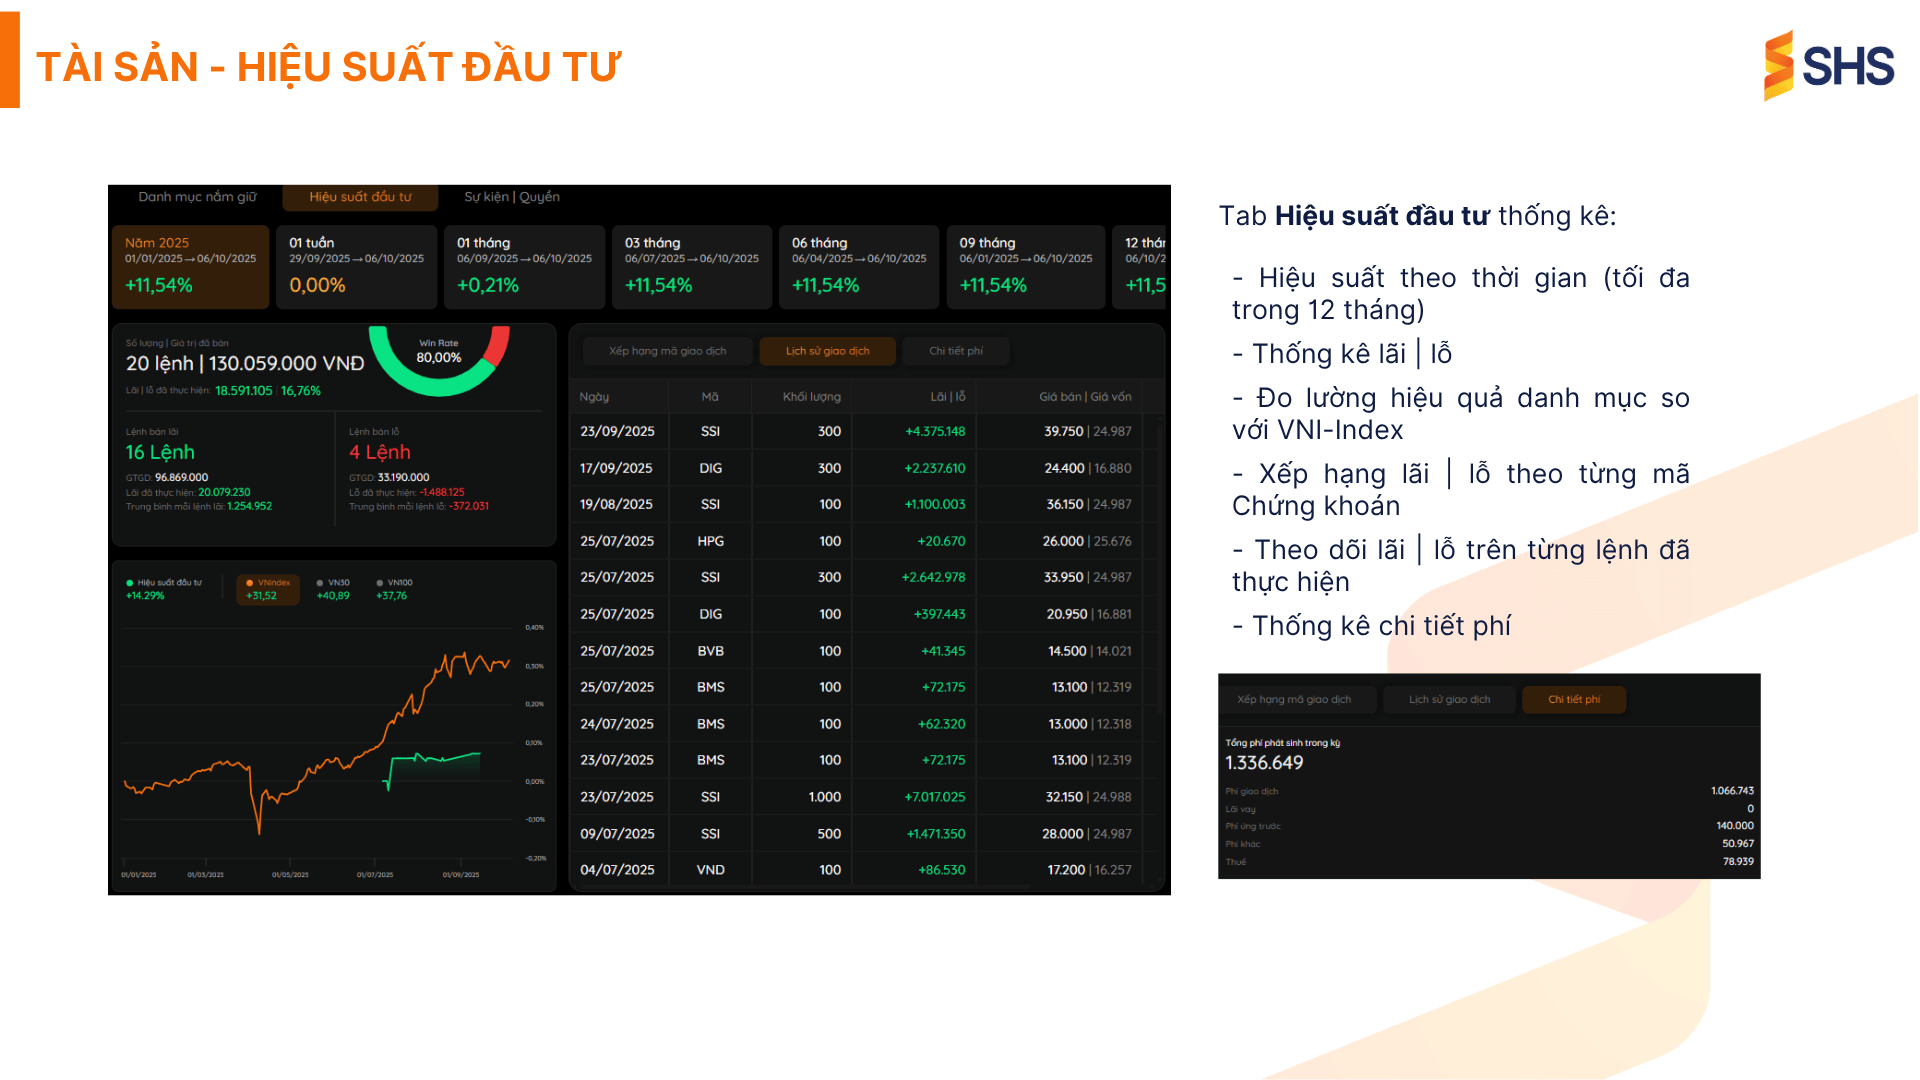 TÀI SẢN - HIỆU SUẤT ĐẦU TƯ
SHS
Danh mục nắm giữ Hiệu suất đầu tư Sự kiện | Quyền
Năm 2025 01 tuần 01 tháng 03 tháng 06 tháng 09 tháng 12 thán
01/01/2025→06/10/2025 29/09/2025→06/10/2025 06/09/2025→06/10/2025 06/07/2025→06/10/2025 06/04/2025→06/10/2025 06/01/2025→06/10/2025 06/10/2
+11,54% 0,00% +0,21% +11,54% +11,54% +11,54% +11,5
Số lượng | Giá trị đã bán
20 lệnh | 130.059.000 VNĐ
Lãi | lỗ đã thực hiện: 18.591.105 | 16,76%
Win Rate
80,00%
Lệnh bán lãi
16 Lệnh
GTGD: 96.869.000
Lãi đã thực hiện: 20.079.230
Trung bình mỗi lệnh lãi: 1.254.952
Lệnh bán lỗ
4 Lệnh
GTGD: 33.190.000
Lỗ đã thực hiện: -1.488.125
Trung bình mỗi lệnh lỗ: -372.031
Hiệu suất đầu tư VNIndex VN30 VN100
+14.29% +31,52 +40,89 +37,76
0,40%
0,30%
0,20%
0,10%
0,00%
-0,10%
-0,20%
01/01/2025 01/03/2025 01/05/2025 01/07/2025 01/09/2025
Xếp hạng mã giao dịch Lịch sử giao dịch Chi tiết phí
Ngày Mã Khối lượng Lãi | lỗ Giá bán | Giá vốn
23/09/2025 SSI 300 +4.375.148 39.750 | 24.987
17/09/2025 DIG 300 +2.237.610 24.400 | 16.880
19/08/2025 SSI 100 +1.100.003 36.150 | 24.987
25/07/2025 HPG 100 +20.670 26.000 | 25.676
25/07/2025 SSI 300 +2.642.978 33.950 | 24.987
25/07/2025 DIG 100 +397.443 20.950 | 16.881
25/07/2025 BVB 100 +41.345 14.500 | 14.021
25/07/2025 BMS 100 +72.175 13.100 | 12.319
24/07/2025 BMS 100 +62.320 13.000 | 12.318
23/07/2025 BMS 100 +72.175 13.100 | 12.319
23/07/2025 SSI 1.000 +7.017.025 32.150 | 24.988
09/07/2025 SSI 500 +1.471.350 28.000 | 24.987
04/07/2025 VND 100 +86.530 17.200 | 16.257
Tab Hiệu suất đầu tư thống kê:
- Hiệu suất theo thời gian (tối đa
trong 12 tháng)
- Thống kê lãi | lỗ
- Đo lường hiệu quả danh mục so
với VNI-Index
- Xếp hạng lãi | lỗ theo từng mã
Chứng khoán
- Theo dõi lãi | lỗ trên từng lệnh đã
thực hiện
- Thống kê chi tiết phí
Xếp hạng mã giao dịch Lịch sử giao dịch Chi tiết phí
Tổng phí phát sinh trong kỳ
1.336.649
Phí giao dịch 1.066.743
Lãi vay 0
Phí ứng trước 140.000
Phí khác 50.967
Thuế 78.939